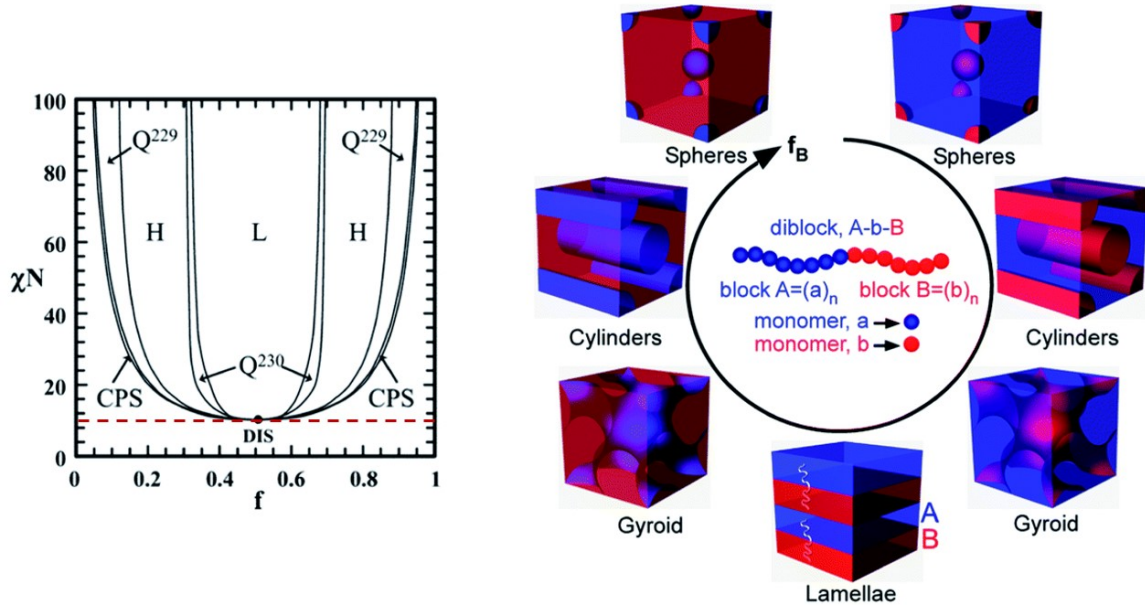 100
80
60
40
20
0
χN
Q²²⁹
Q²²⁹
H
L
H
Q²³⁰
CPS
CPS
DIS
0
0.2
0.4
0.6
0.8
1
f
Spheres
f_B
Spheres
Cylinders
diblock, A-b-B
block A=(a)ₙ
block B=(b)ₙ
monomer, a
monomer, b
Cylinders
Gyroid
A
B
Gyroid
Lamellae